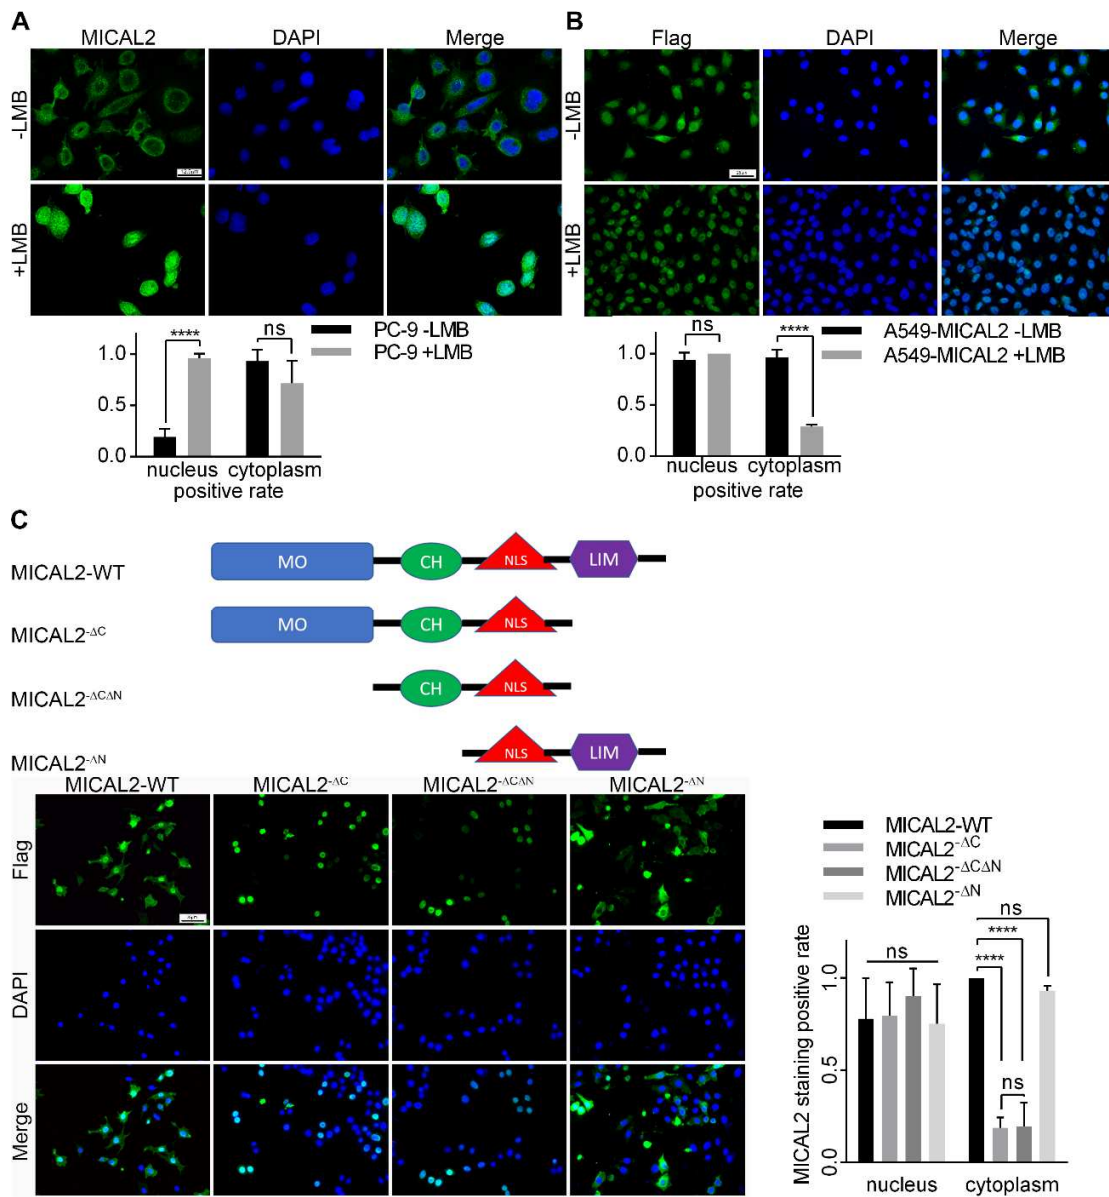 A
MICAL2 DAPI Merge
-LMB
+LMB
1.0
0.5
0.0
****
ns
PC-9 -LMB
PC-9 +LMB
nucleus cytoplasm
positive rate
B
Flag DAPI Merge
-LMB
+LMB
1.0
0.5
0.0
ns
****
A549-MICAL2 -LMB
A549-MICAL2 +LMB
nucleus cytoplasm
positive rate
C
MICAL2-WT
MO CH NLS LIM
MICAL2-ΔC
MO CH NLS
MICAL2-ΔCΔN
CH NLS
MICAL2-ΔN
NLS LIM
MICAL2-WT MICAL2-ΔC MICAL2-ΔCΔN MICAL2-ΔN
Flag
DAPI
Merge
MICAL2-WT
MICAL2-ΔC
MICAL2-ΔCΔN
MICAL2-ΔN
MICAL2 staining positive rate
1.0
0.5
0.0
ns
ns
****
****
ns
nucleus cytoplasm